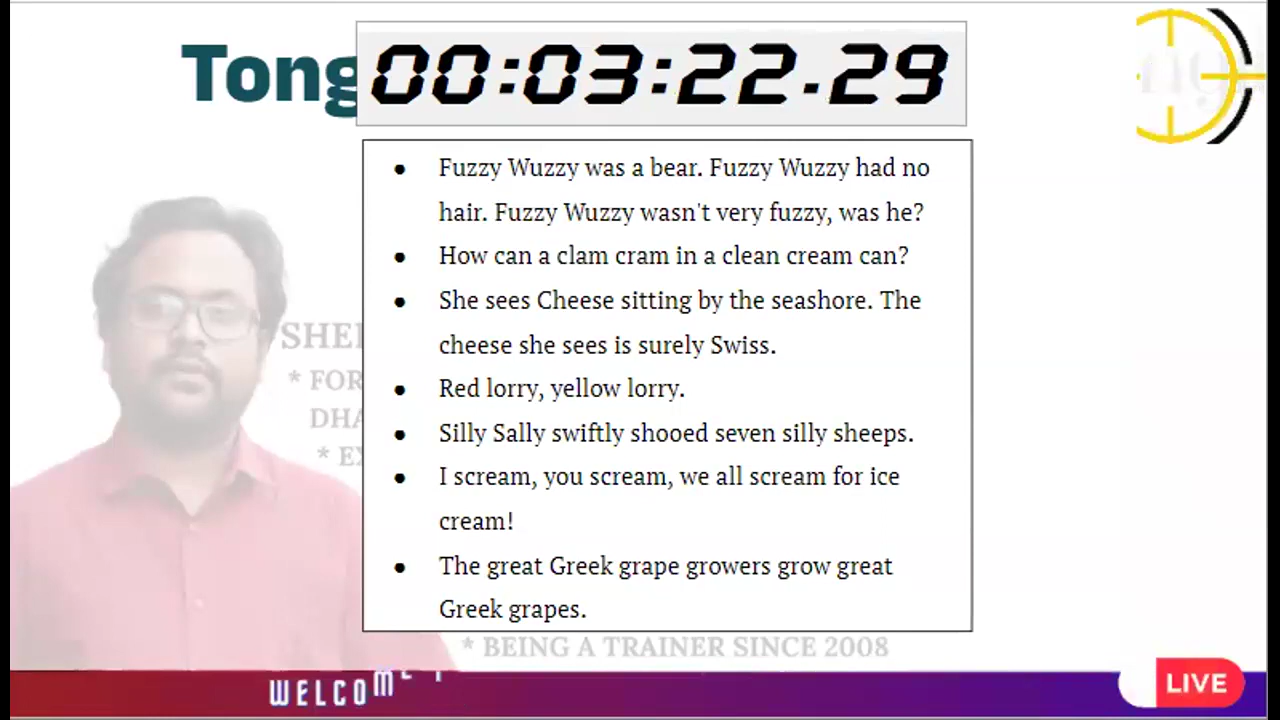 Tong
00:03:22.29
Fuzzy Wuzzy was a bear. Fuzzy Wuzzy had no
hair. Fuzzy Wuzzy wasn't very fuzzy, was he?
How can a clam cram in a clean cream can?
She sees Cheese sitting by the seashore. The
cheese she sees is surely Swiss.
Red lorry, yellow lorry.
Silly Sally swiftly shooed seven silly sheeps.
I scream, you scream, we all scream for ice
cream!
The great Greek grape growers grow great
Greek grapes.
* FOR
DHA
* BEING A TRAINER SINCE 2008
WELCOME
LIVE